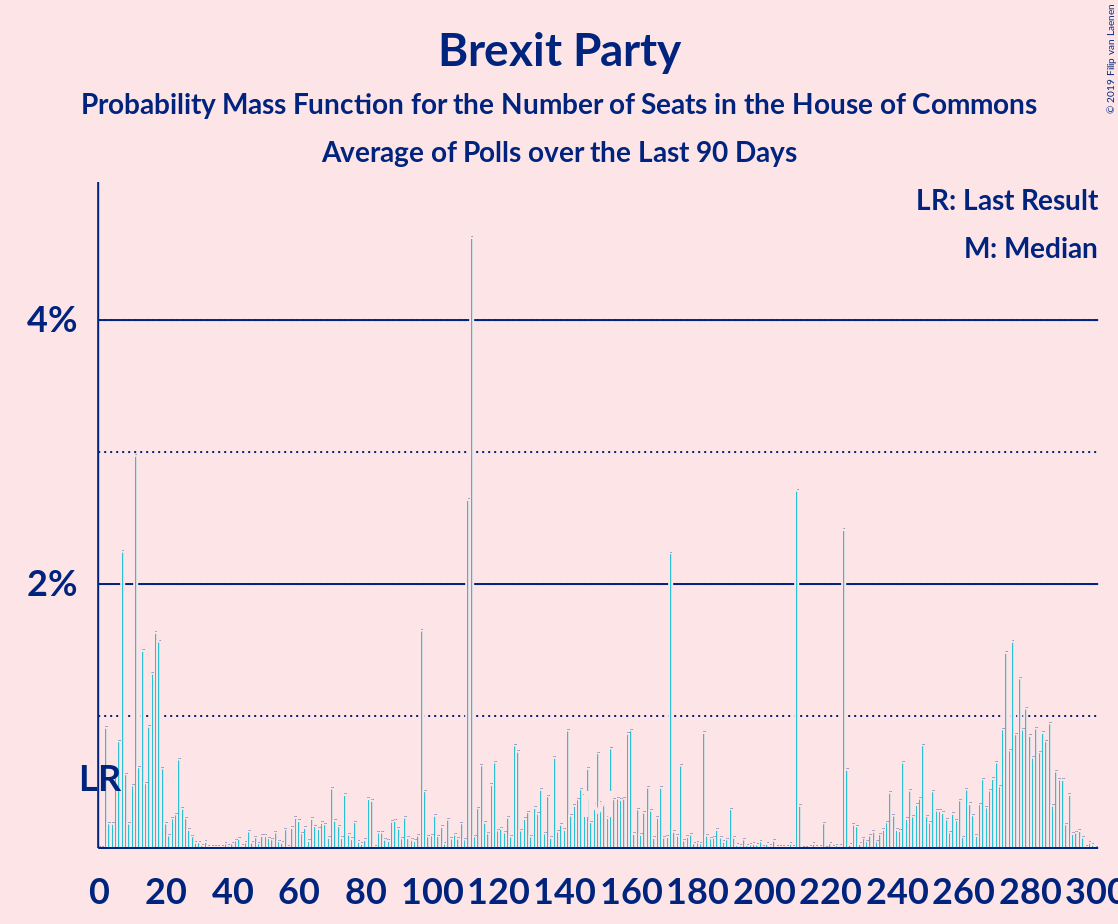 Brexit Party
Probability Mass Function for the Number of Seats in the House of Commons
Average of Polls over the Last 90 Days
© 2019 Filip van Laenen
LR: Last Result
M: Median
4%
2%
LR
0 20 40 60 80 100 120 140 160 180 200 220 240 260 280 300